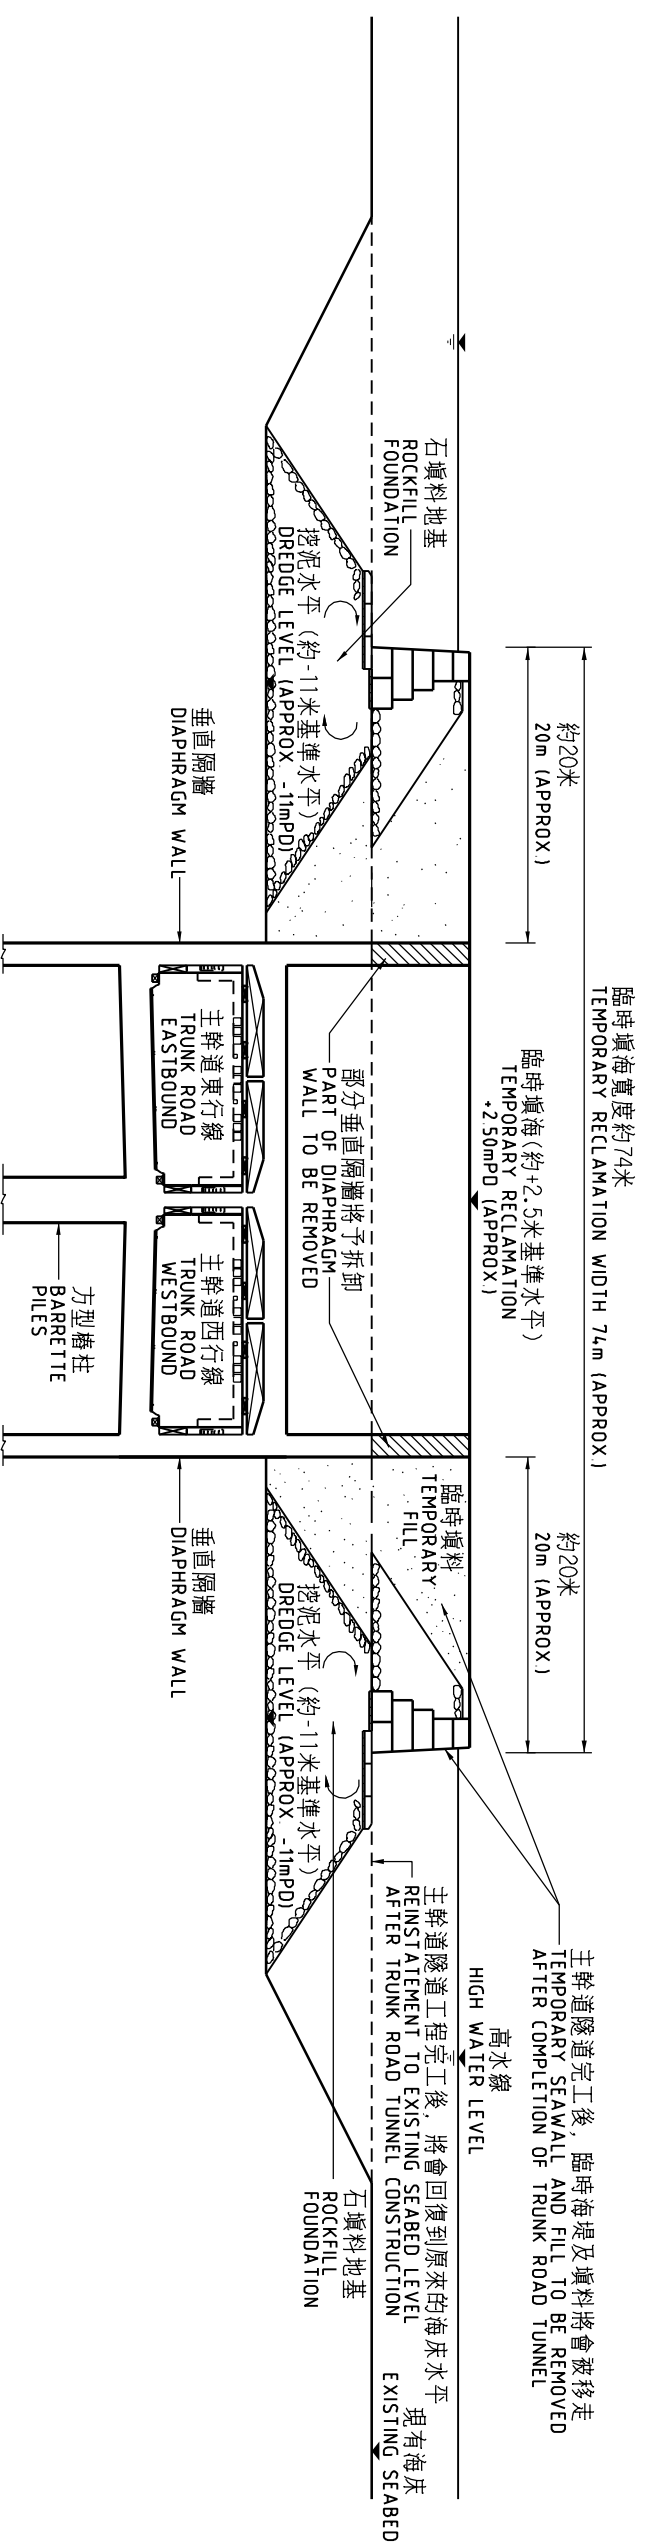 臨時塡海寬度約74米
TEMPORARY RECLAMATION WIDTH 74m (APPROX.)
約20米
20m (APPROX.)
臨時塡海(約+2.5米基準水平)
TEMPORARY RECLAMATION
+2.50mPD (APPROX.)
約20米
20m (APPROX.)
主幹道隧道完工後, 臨時海堤及塡料將會被移走
TEMPORARY SEAWALL AND FILL TO BE REMOVED
AFTER COMPLETION OF TRUNK ROAD TUNNEL
高水線
HIGH WATER LEVEL
石塡料地基
ROCKFILL
FOUNDATION
臨時塡料
TEMPORARY
FILL
主幹道隧道工程完工後, 將會回復到原來的海床水平
REINSTATEMENT TO EXISTING SEABED LEVEL
AFTER TRUNK ROAD TUNNEL CONSTRUCTION
現有海床
EXISTING SEABED
部分垂直隔牆將予拆卸
PART OF DIAPHRAGM
WALL TO BE REMOVED
挖泥水平 (約-11米基準水平)
DREDGE LEVEL (APPROX. -11mPD)
挖泥水平 (約-11米基準水平)
DREDGE LEVEL (APPROX. -11mPD)
石塡料地基
ROCKFILL
FOUNDATION
垂直隔牆
DIAPHRAGM WALL
主幹道東行線
TRUNK ROAD
EASTBOUND
主幹道西行線
TRUNK ROAD
WESTBOUND
垂直隔牆
DIAPHRAGM WALL
方型樁柱
BARRETTE
PILES